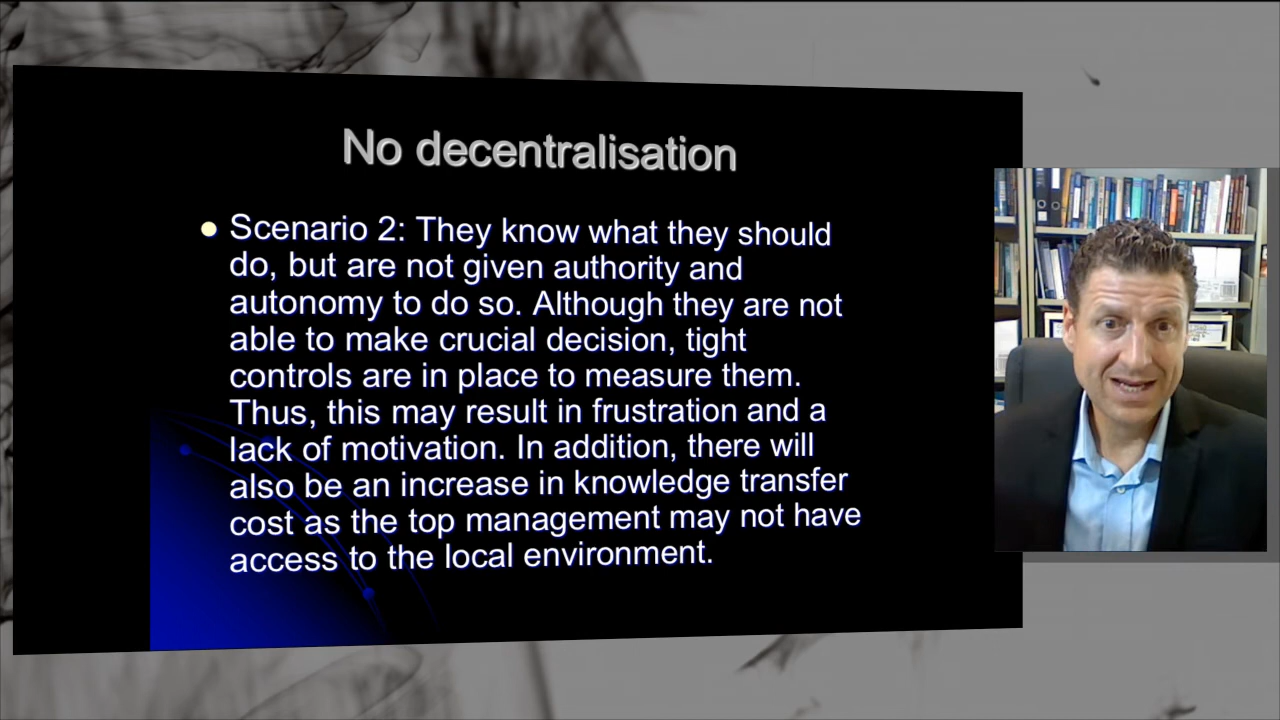 No decentralisation
Scenario 2: They know what they should
do, but are not given authority and
autonomy to do so. Although they are not
able to make crucial decision, tight
controls are in place to measure them.
Thus, this may result in frustration and a
lack of motivation. In addition, there will
also be an increase in knowledge transfer
cost as the top management may not have
access to the local environment.